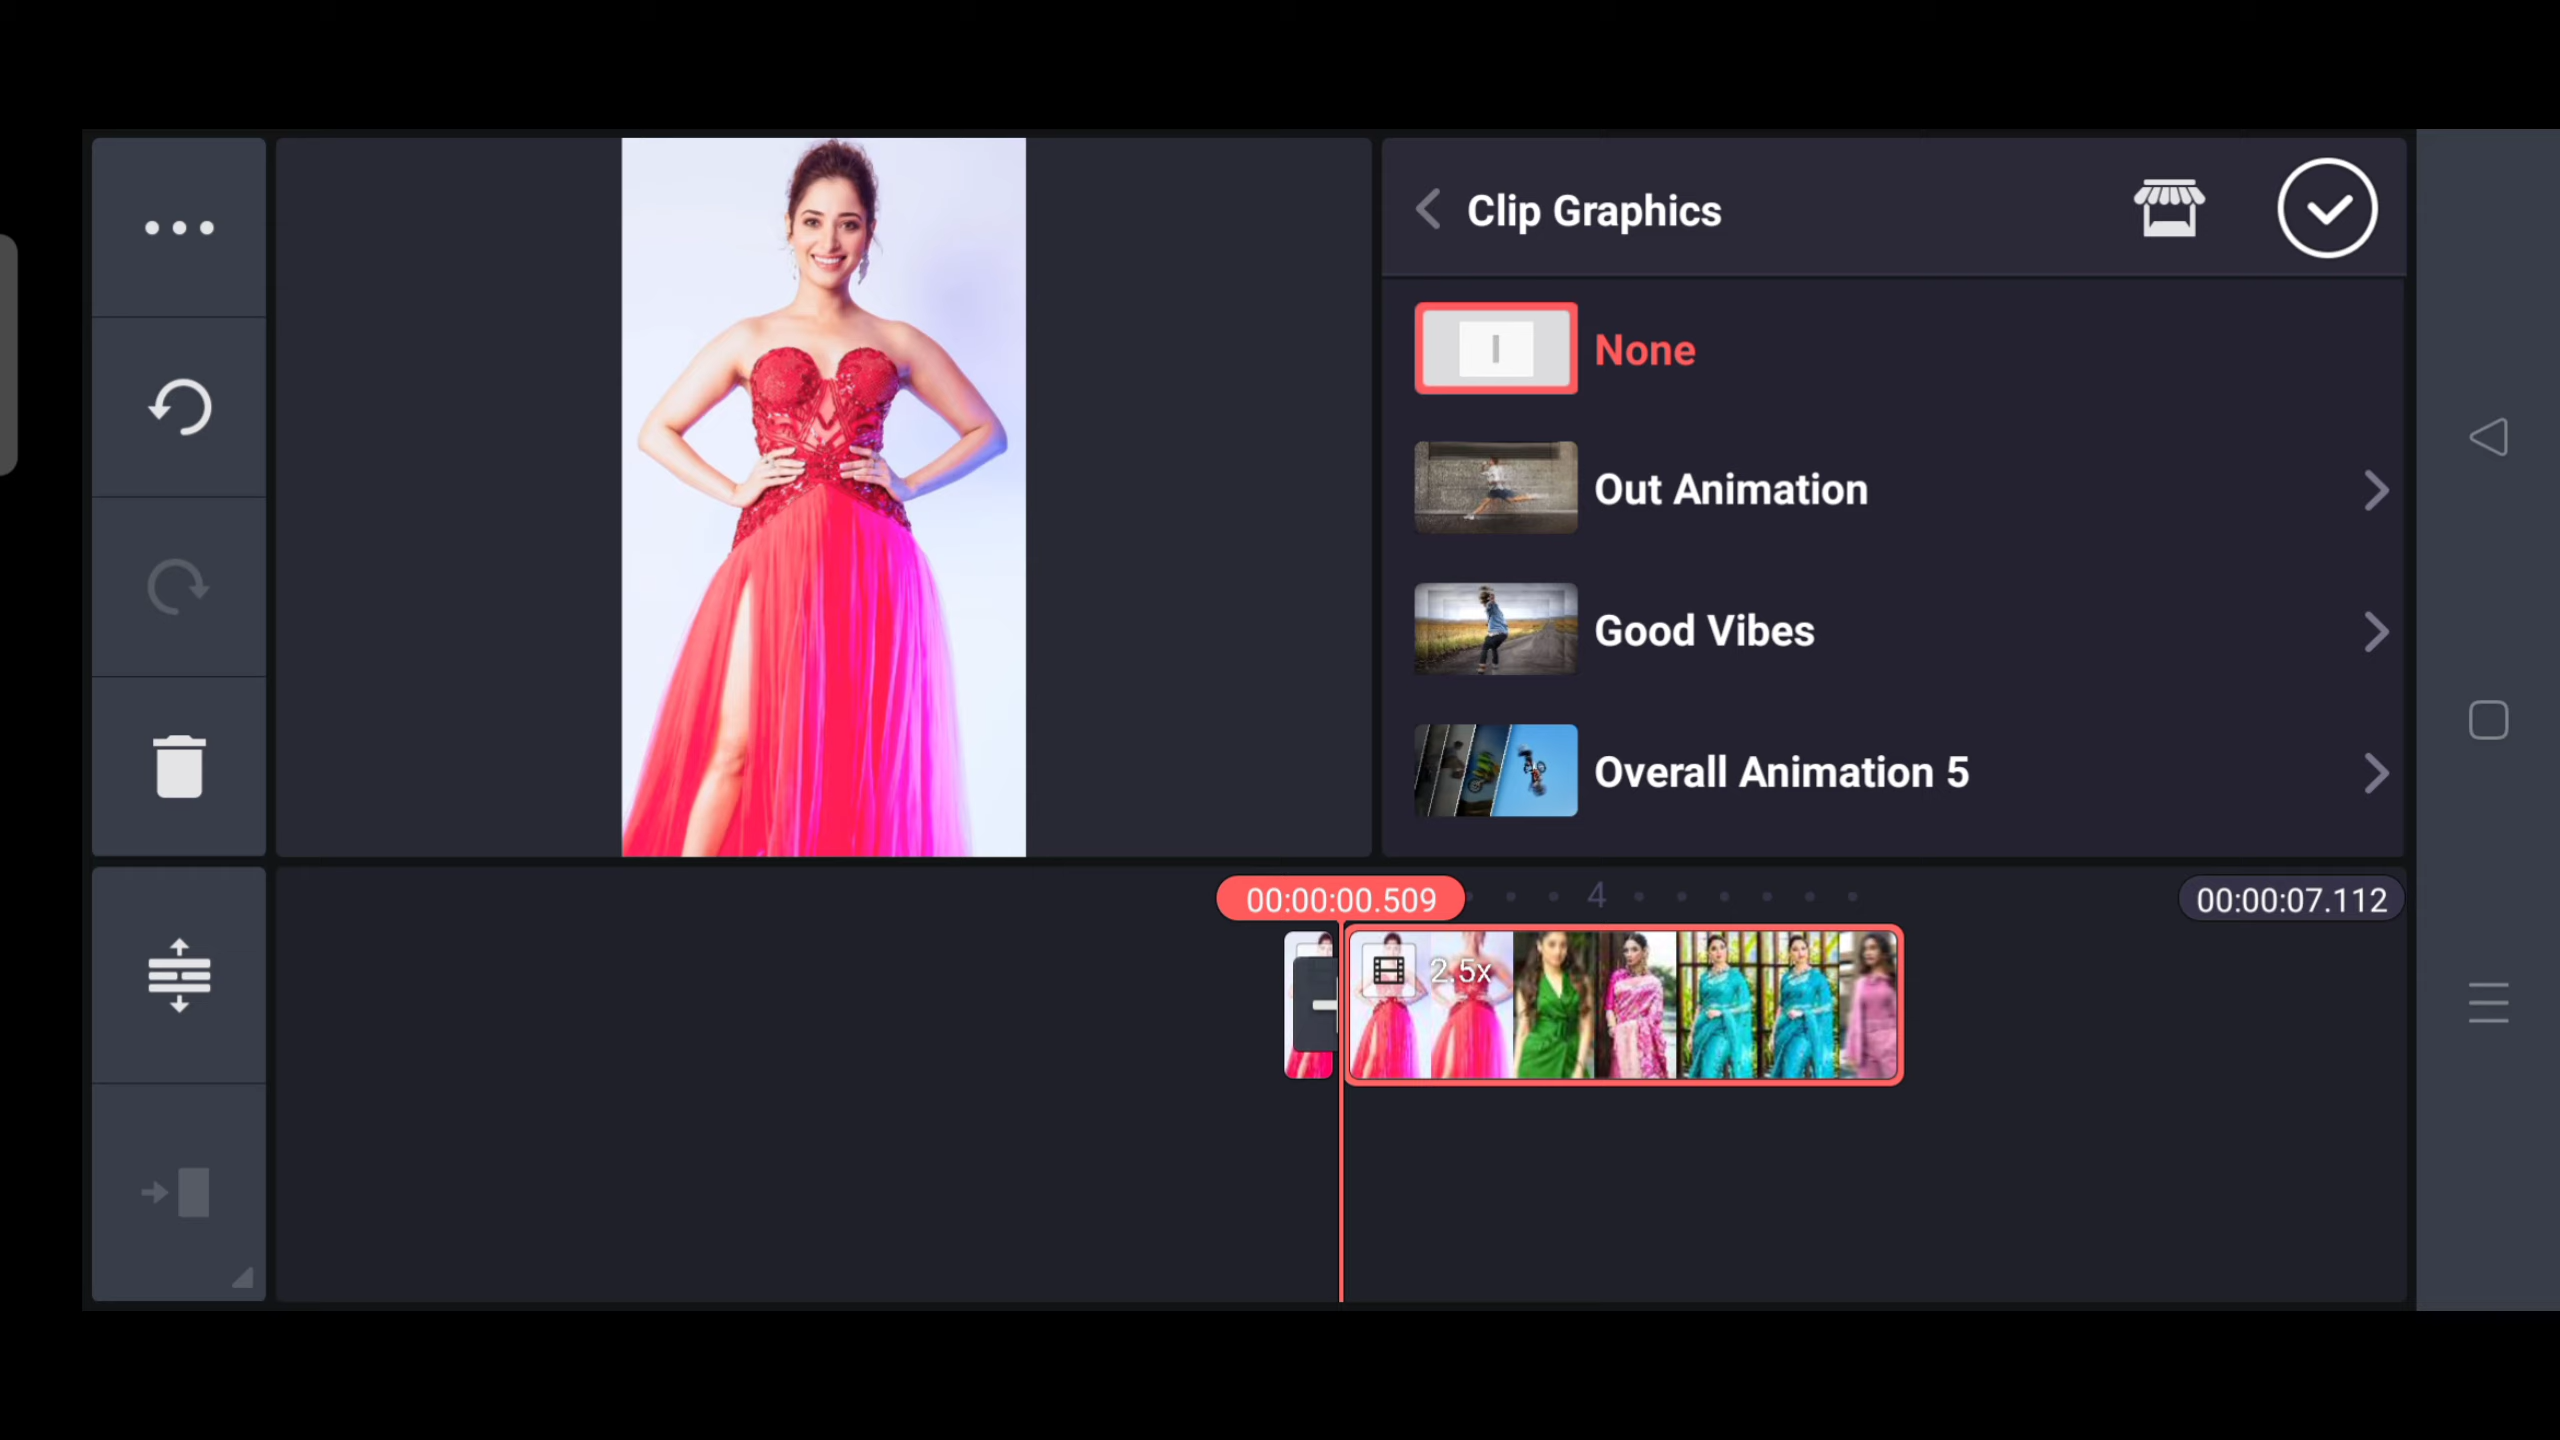 Clip Graphics
None
Out Animation
Good Vibes
Overall Animation 5
00:00:00.509
4
00:00:07.112
2.5x